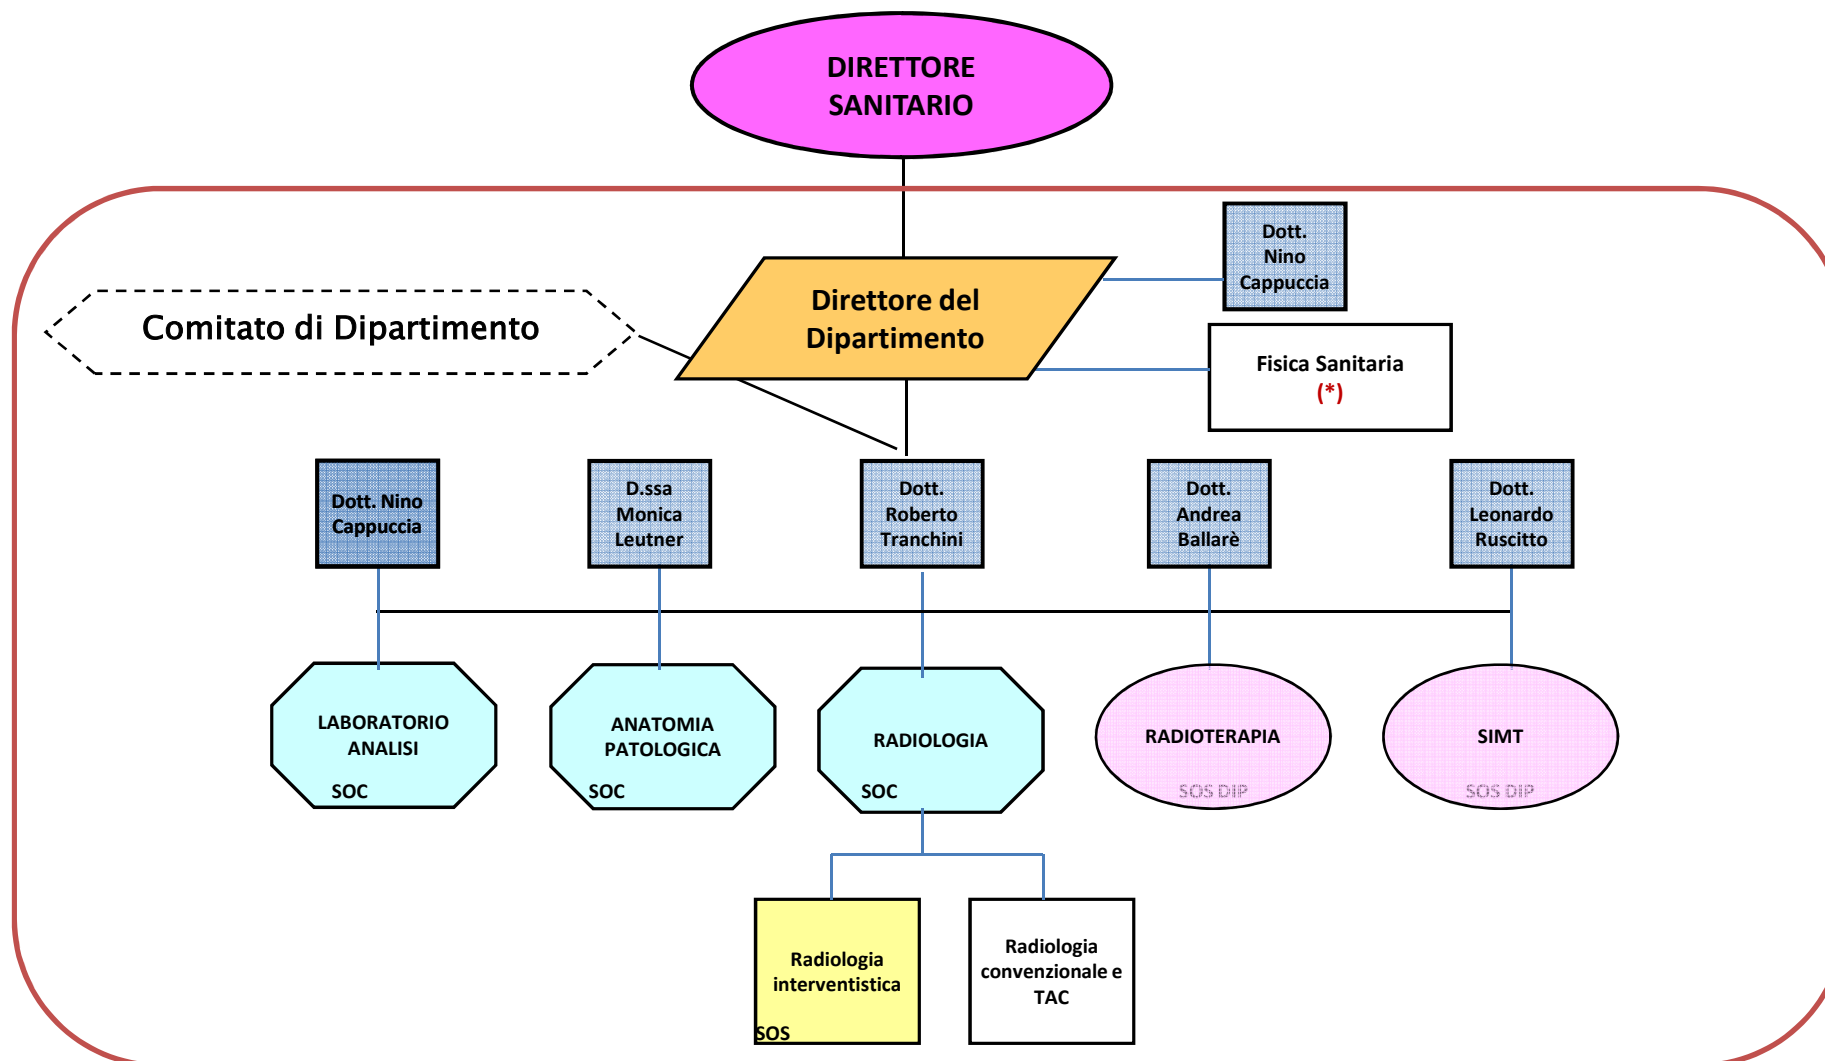 DIRETTORE
SANITARIO
Dott.
Nino
Cappuccia
Comitato di Dipartimento
Direttore del
Dipartimento
Fisica Sanitaria
(*)
Dott. Nino
Cappuccia
D.ssa
Monica
Leutner
Dott.
Roberto
Tranchini
Dott.
Andrea
Ballarè
Dott.
Leonardo
Ruscitto
LABORATORIO
ANALISI
SOC
ANATOMIA
PATOLOGICA
SOC
RADIOLOGIA
SOC
RADIOTERAPIA
SOS DIP
SIMT
SOS DIP
Radiologia
interventistica
SOS
Radiologia
convenzionale e
TAC